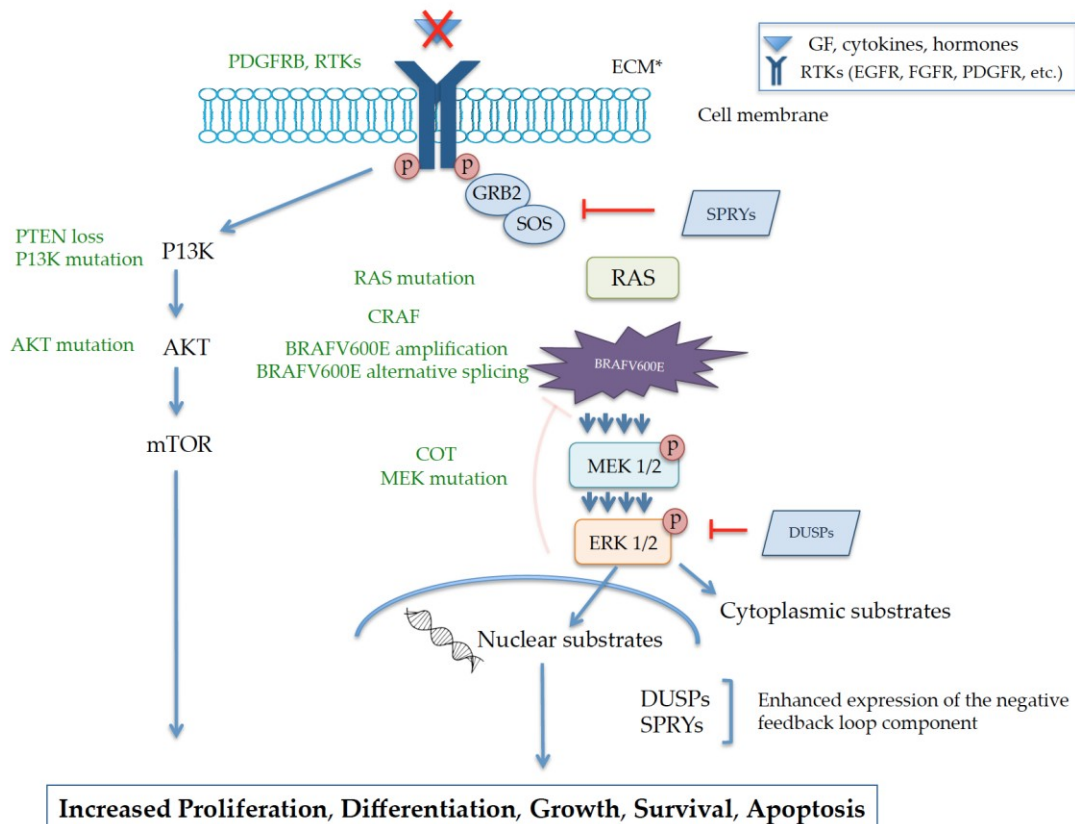 GF, cytokines, hormones
RTKs (EGFR, FGFR, PDGFR, etc.)
PDGFRB, RTKs
ECM*
Cell membrane
p
p
GRB2
SOS
SPRYs
PTEN loss
P13K mutation
P13K
RAS mutation
RAS
CRAF
BRAFV600E amplification
BRAFV600E alternative splicing
BRAFV600E
AKT mutation
AKT
mTOR
COT
MEK mutation
p
MEK 1/2
p
ERK 1/2
DUSPs
Cytoplasmic substrates
Nuclear substrates
DUSPs
SPRYs
Enhanced expression of the negative
feedback loop component
Increased Proliferation, Differentiation, Growth, Survival, Apoptosis